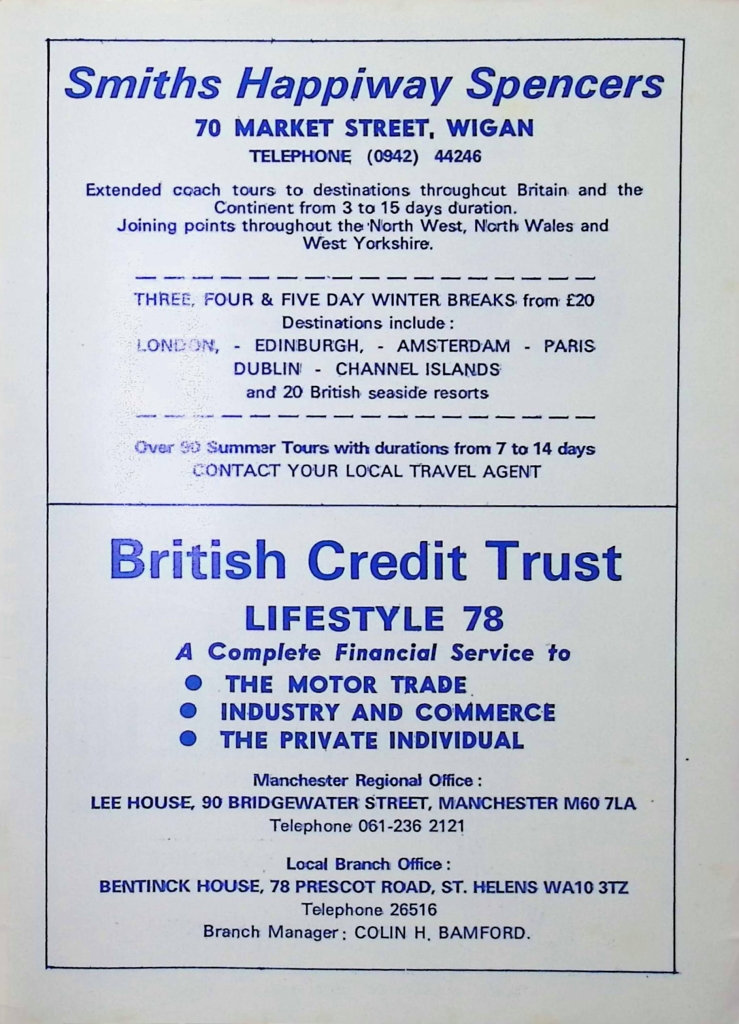 Smiths Happiway Spencers
70 MARKET STREET, WIGAN
TELEPHONE (0942) 44246
Extended coach tours to destinations throughout Britain and the
Continent from 3 to 15 days duration.
Joining points throughout the North West, North Wales and
West Yorkshire.
THREE, FOUR & FIVE DAY WINTER BREAKS from £20
Destinations include :
LONDON, - EDINBURGH, - AMSTERDAM - PARIS
DUBLIN - CHANNEL ISLANDS
and 20 British seaside resorts
Over 90 Summer Tours with durations from 7 to 14 days
CONTACT YOUR LOCAL TRAVEL AGENT
British Credit Trust
LIFESTYLE 78
A Complete Financial Service to
● THE MOTOR TRADE
● INDUSTRY AND COMMERCE
● THE PRIVATE INDIVIDUAL
Manchester Regional Office :
LEE HOUSE, 90 BRIDGEWATER STREET, MANCHESTER M60 7LA
Telephone 061-236 2121
Local Branch Office :
BENTINCK HOUSE, 78 PRESCOT ROAD, ST. HELENS WA10 3TZ
Telephone 26516
Branch Manager : COLIN H. BAMFORD.